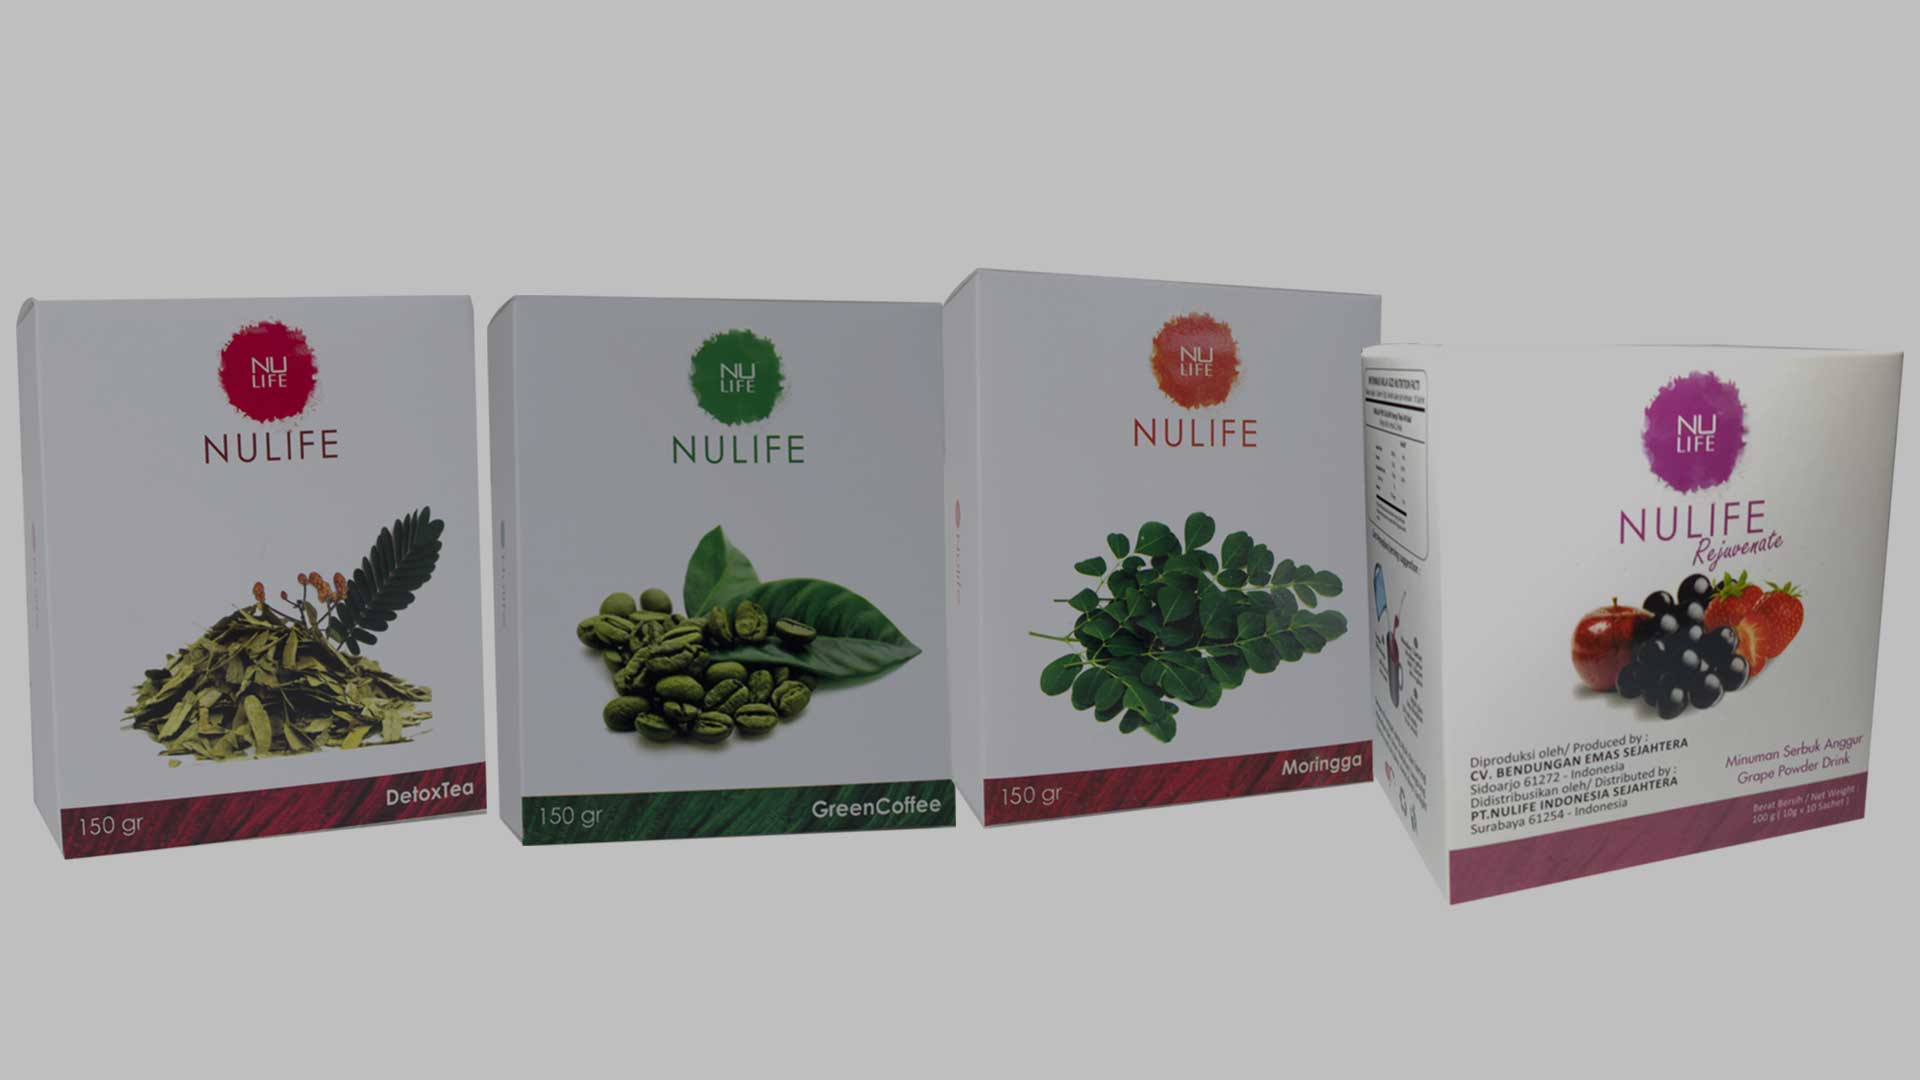 NU
LIFE
NULIFE
150 gr
DetoxTea
NU
LIFE
NULIFE
150 gr
GreenCoffee
NU
LIFE
NULIFE
150 gr
Moringga
NU
LIFE
NULIFE
Rejuvenate
Diproduksi oleh/ Produced by :
CV. BENDUNGAN EMAS SEJAHTERA
Sidoarjo 61272 - Indonesia
Didistribusikan oleh/ Distributed by :
PT.NULIFE INDONESIA SEJAHTERA
Surabaya 61254 - Indonesia
Minuman Serbuk Anggur
Grape Powder Drink
Berat Bersih / Net Weight :
100 g ( 10g x 10 Sachet )